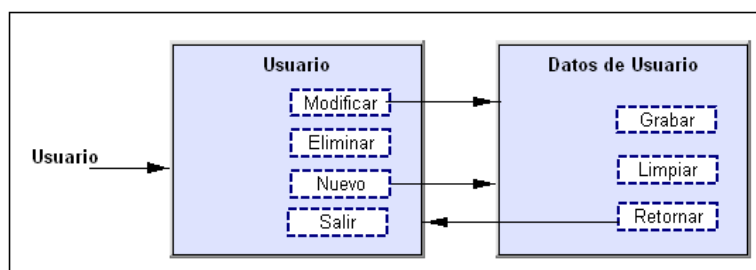 Usuario
Usuario
Modificar
Eliminar
Nuevo
Salir
Datos de Usuario
Grabar
Limpiar
Retornar